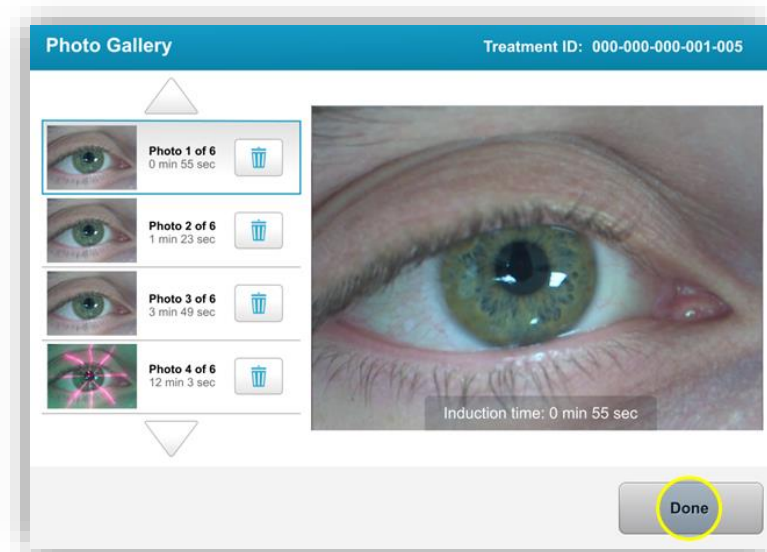 Photo Gallery
Treatment ID: 000-000-000-001-005
Photo 1 of 6
0 min 55 sec
Photo 2 of 6
1 min 23 sec
Photo 3 of 6
3 min 49 sec
Photo 4 of 6
12 min 3 sec
Induction time: 0 min 55 sec
Done